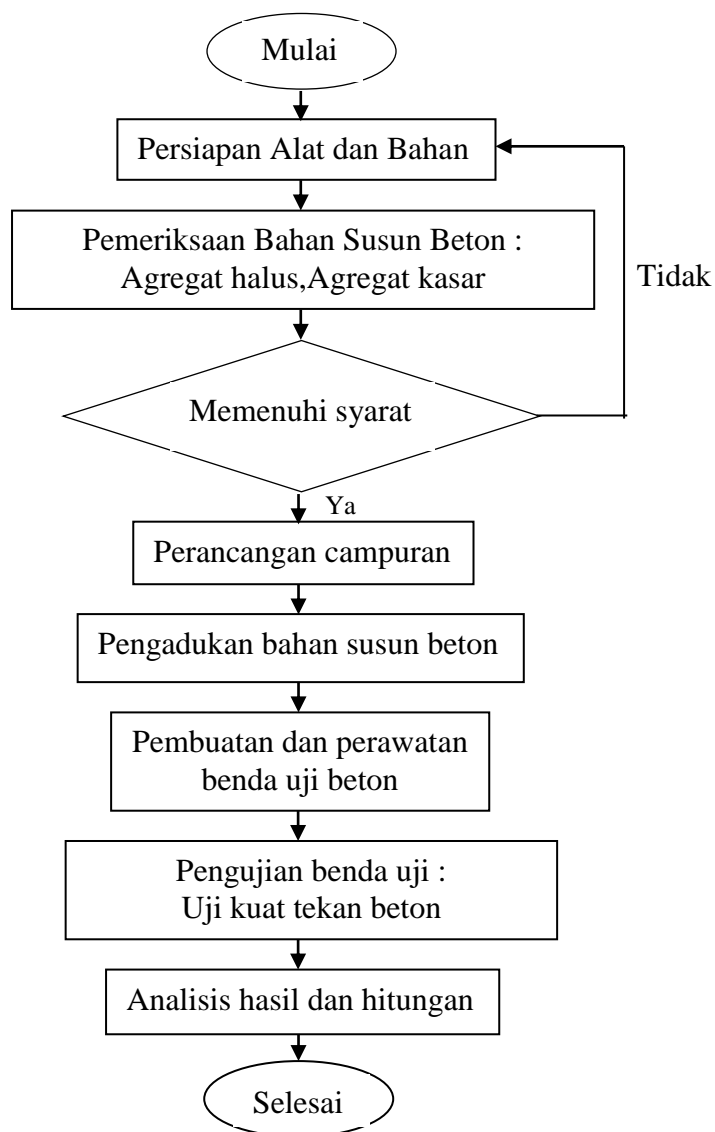 Mulai
Persiapan Alat dan Bahan
Pemeriksaan Bahan Susun Beton :
Agregat halus,Agregat kasar
Tidak
Memenuhi syarat
Ya
Perancangan campuran
Pengadukan bahan susun beton
Pembuatan dan perawatan
benda uji beton
Pengujian benda uji :
Uji kuat tekan beton
Analisis hasil dan hitungan
Selesai